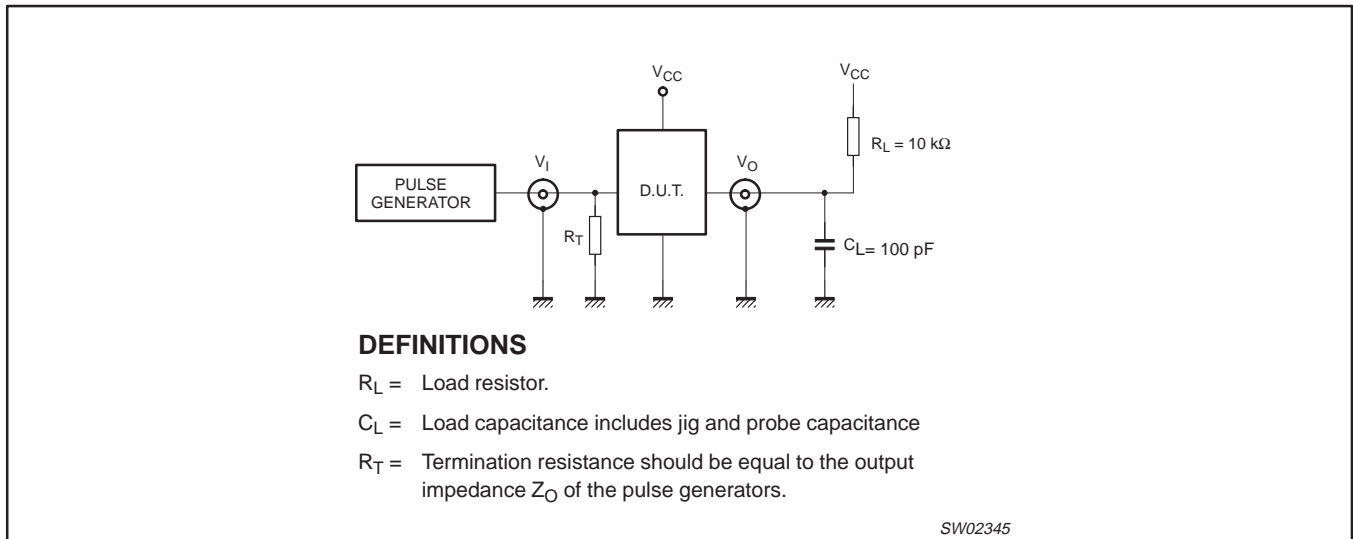 V_CC
V_CC
R_L = 10 kΩ
V_I
V_O
PULSE
GENERATOR
D.U.T.
R_T
C_L= 100 pF
DEFINITIONS
R_L = Load resistor.
C_L = Load capacitance includes jig and probe capacitance
R_T = Termination resistance should be equal to the output
impedance Z_O of the pulse generators.
SW02345